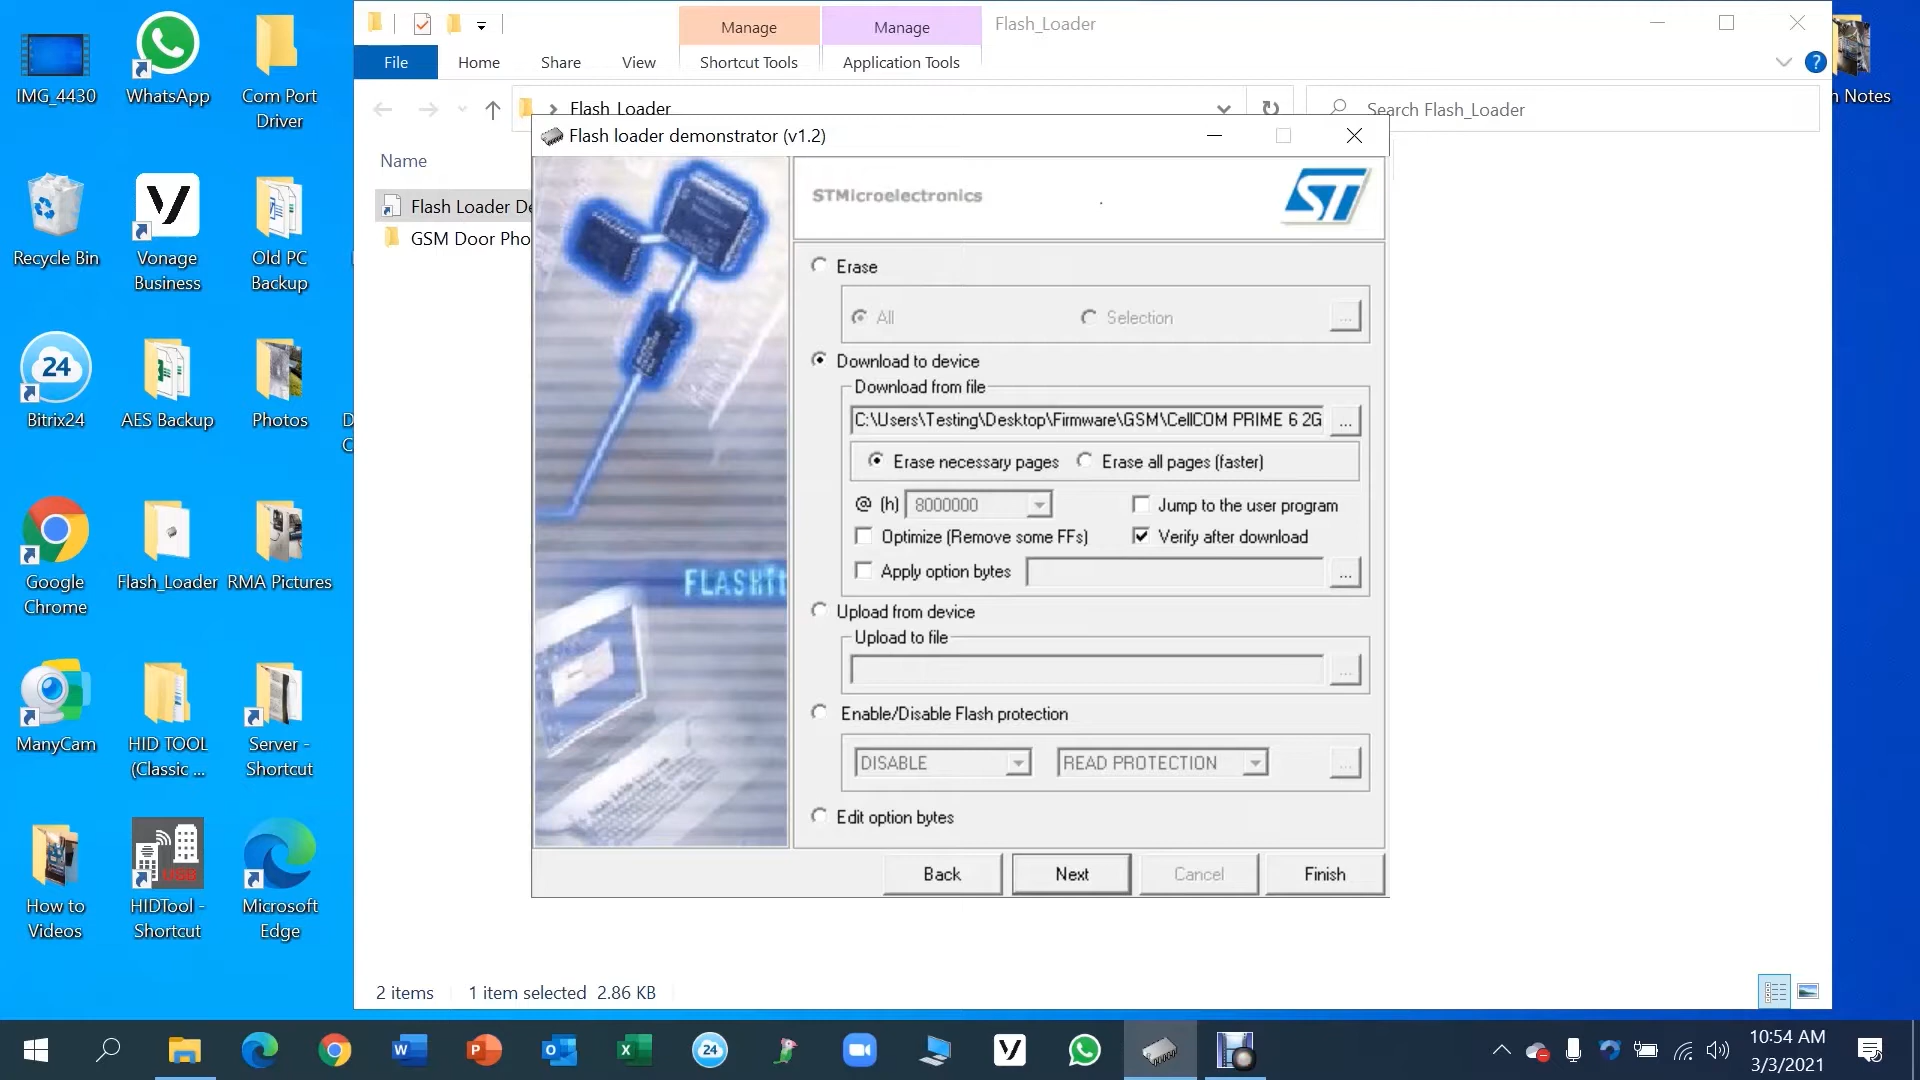 IMG_4430
WhatsApp
Com Port
Driver
Recycle Bin
Vonage
Business
Old PC
Backup
24
Bitrix24
AES Backup
Photos
D
C
Google
Chrome
Flash_Loader
RMA Pictures
ManyCam
HID TOOL
(Classic ...
Server -
Shortcut
How to
Videos
HIDTool -
Shortcut
Microsoft
Edge
Manage
Manage
Flash_Loader
File
Home
Share
View
Shortcut Tools
Application Tools
n Notes
Flash_Loader
Search Flash_Loader
Name
Flash Loader De
GSM Door Pho
Flash loader demonstrator (v1.2)
STMicroelectronics
ST
FLASHit
Erase
All
Selection
...
Download to device
Download from file
C:\Users\Testing\Desktop\Firmware\GSM\CellCOM PRIME 6 2G
...
Erase necessary pages
Erase all pages (faster)
@ (h) 8000000
Jump to the user program
Optimize (Remove some FFs)
Verify after download
Apply option bytes
...
Upload from device
Upload to file
...
Enable/Disable Flash protection
DISABLE
READ PROTECTION
...
Edit option bytes
Back
Next
Cancel
Finish
2 items
1 item selected 2.86 KB
24
10:54 AM
3/3/2021